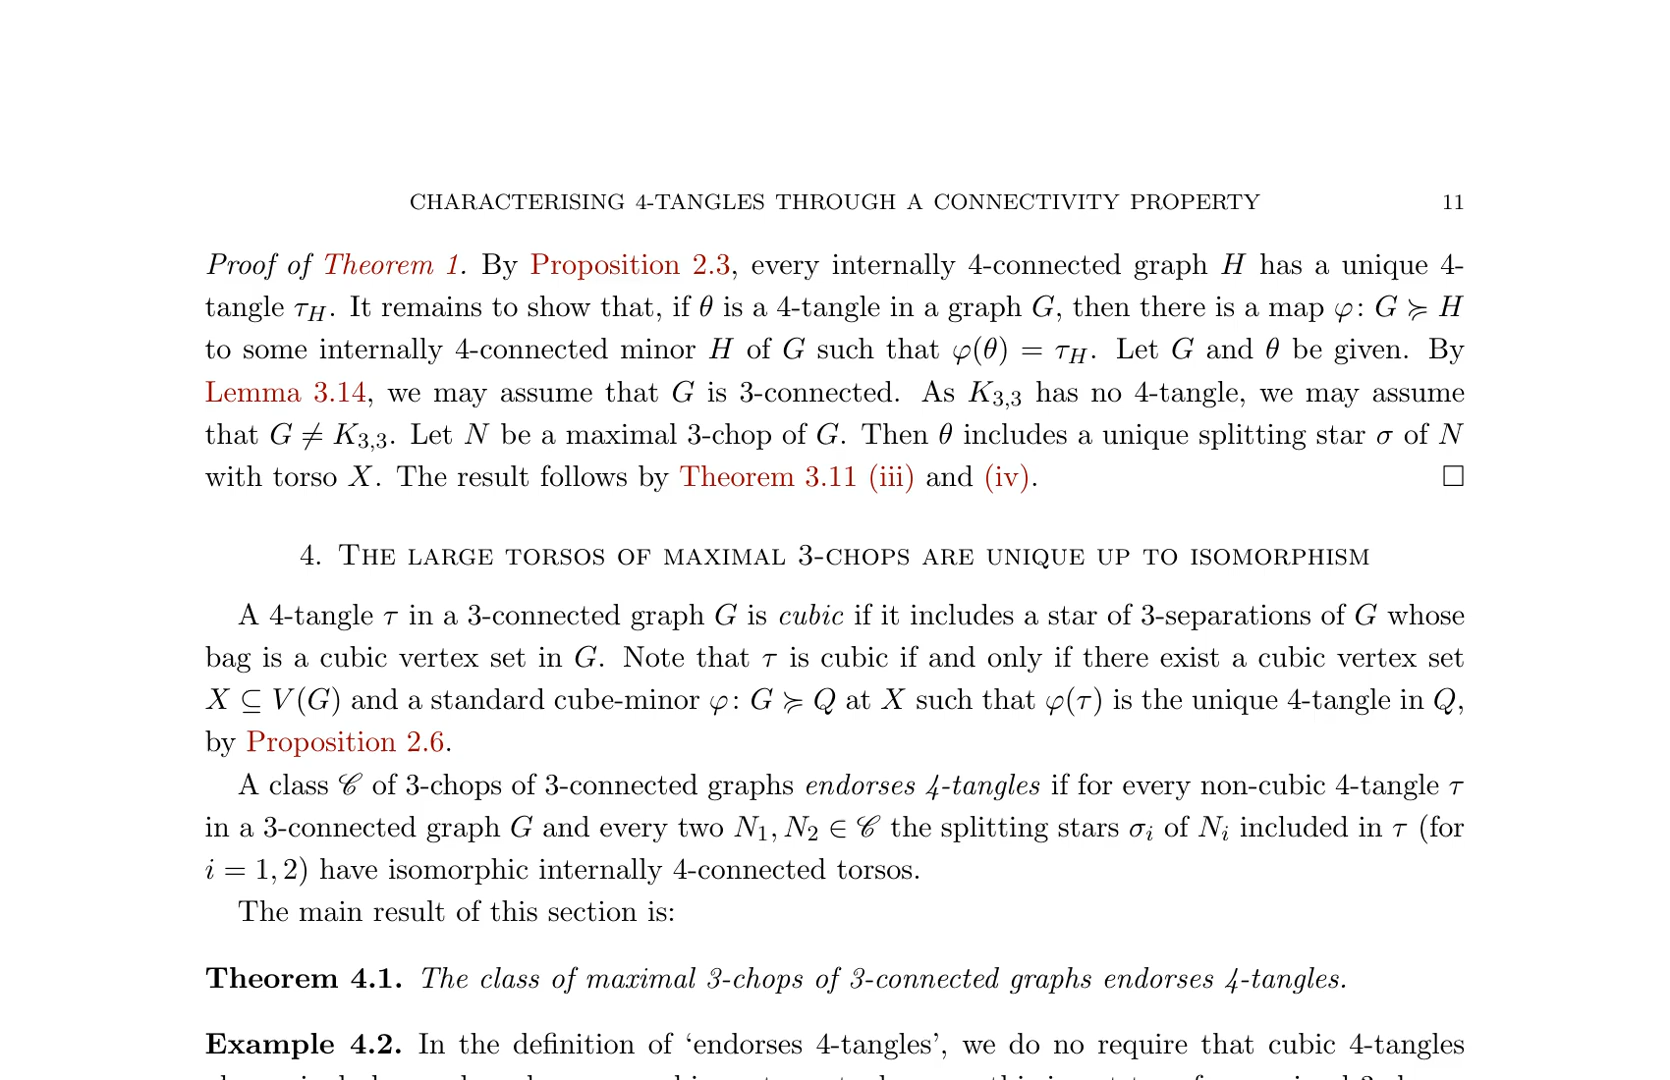 CHARACTERISING 4-TANGLES THROUGH A CONNECTIVITY PROPERTY 11
Proof of Theorem 1. By Proposition 2.3, every internally 4-connected graph H has a unique 4-
tangle τ_H. It remains to show that, if θ is a 4-tangle in a graph G, then there is a map φ: G ≽ H
to some internally 4-connected minor H of G such that φ(θ) = τ_H. Let G and θ be given. By
Lemma 3.14, we may assume that G is 3-connected. As K_{3,3} has no 4-tangle, we may assume
that G ≠ K_{3,3}. Let N be a maximal 3-chop of G. Then θ includes a unique splitting star σ of N
with torso X. The result follows by Theorem 3.11 (iii) and (iv). □
4. THE LARGE TORSOS OF MAXIMAL 3-CHOPS ARE UNIQUE UP TO ISOMORPHISM
A 4-tangle τ in a 3-connected graph G is cubic if it includes a star of 3-separations of G whose
bag is a cubic vertex set in G. Note that τ is cubic if and only if there exist a cubic vertex set
X ⊆ V(G) and a standard cube-minor φ: G ≽ Q at X such that φ(τ) is the unique 4-tangle in Q,
by Proposition 2.6.
A class 𝒞 of 3-chops of 3-connected graphs endorses 4-tangles if for every non-cubic 4-tangle τ
in a 3-connected graph G and every two N₁, N₂ ∈ 𝒞 the splitting stars σ_i of N_i included in τ (for
i = 1, 2) have isomorphic internally 4-connected torsos.
The main result of this section is:
Theorem 4.1. The class of maximal 3-chops of 3-connected graphs endorses 4-tangles.
Example 4.2. In the definition of ‘endorses 4-tangles’, we do no require that cubic 4-tangles